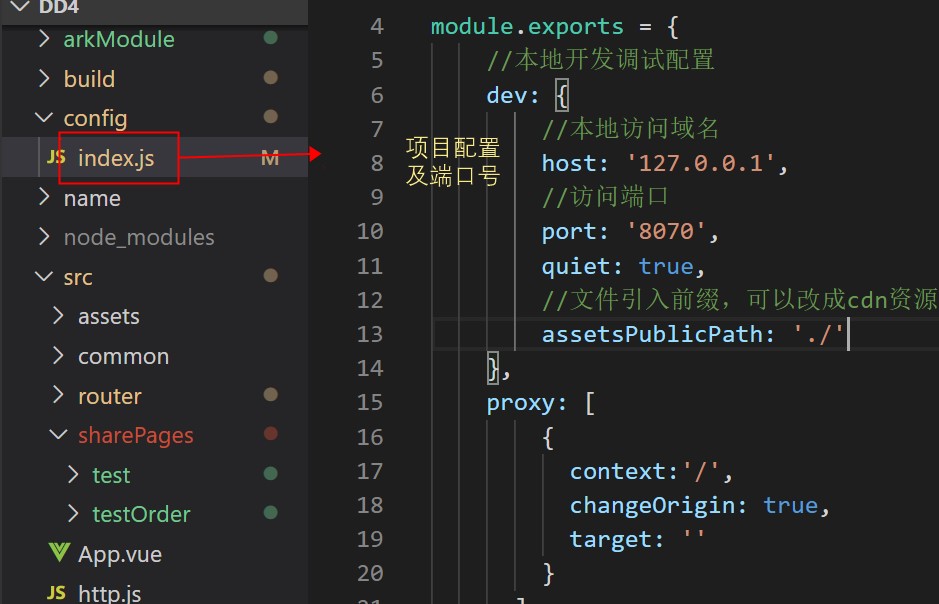 DD4
arkModule
build
config
JS index.js M
name
node_modules
src
assets
common
router
sharePages
test
testOrder
App.vue
JS http.js
项目配置
及端口号
4 module.exports = {
5 //本地开发调试配置
6 dev: {
7 //本地访问域名
8 host: '127.0.0.1',
9 //访问端口
10 port: '8070',
11 quiet: true,
12 //文件引入前缀，可以改成cdn资源
13 assetsPublicPath: './'
14 },
15 proxy: [
16 {
17 context:'/',
18 changeOrigin: true,
19 target: ''
20 }